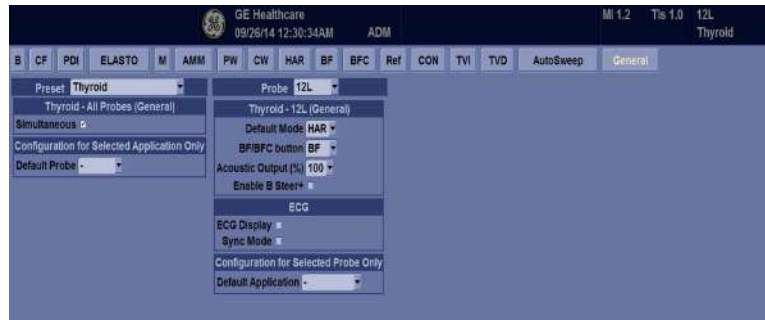 GE Healthcare
09/26/14 12:30:34AM ADM
MI 1.2 TIs 1.0 12L
Thyroid
B CF PDI ELASTO M AMM PW CW HAR BF BFC Ref CON TVI TVD AutoSweep General
Preset Thyroid
Thyroid - All Probes (General)
Simultaneous
Configuration for Selected Application Only
Default Probe -
Probe 12L
Thyroid - 12L (General)
Default Mode HAR
BF/BFC button BF
Acoustic Output (%) 100
Enable B Steer+
ECG
ECG Display
Sync Mode
Configuration for Selected Probe Only
Default Application -